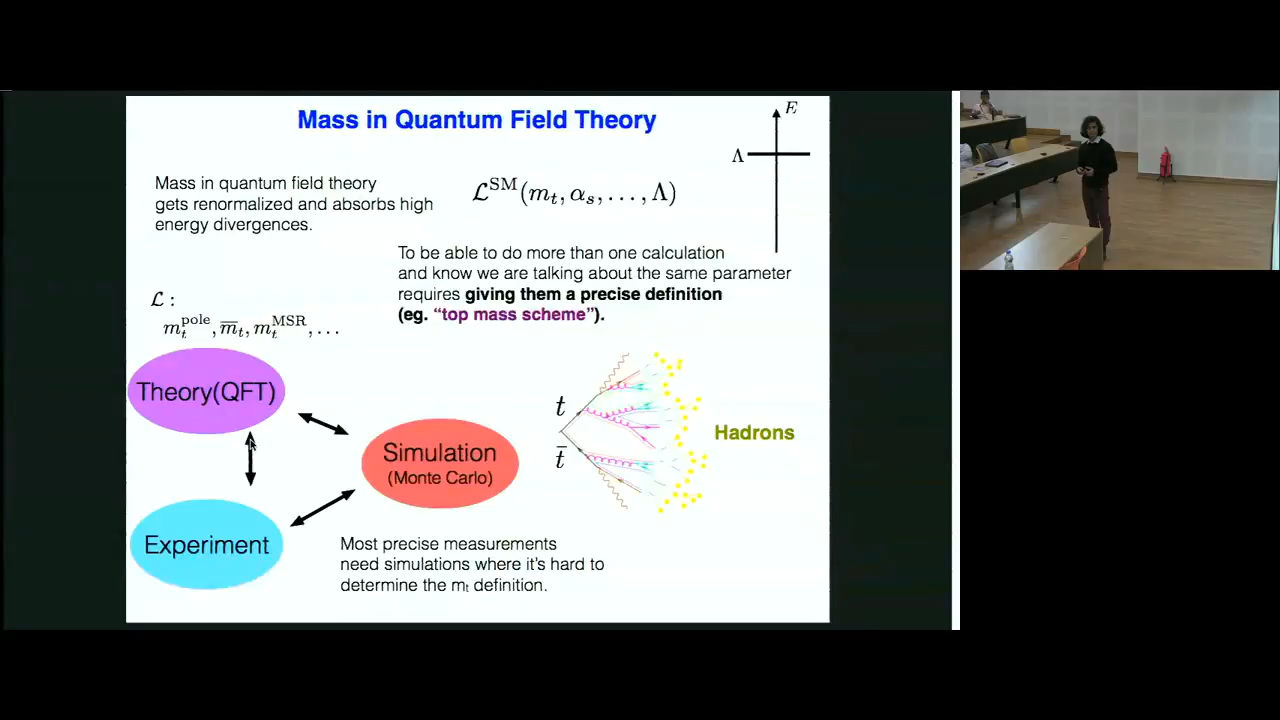 Mass in Quantum Field Theory
E
Λ
Mass in quantum field theory
gets renormalized and absorbs high
energy divergences.
ℒ^SM(m_t, α_s, …, Λ)
To be able to do more than one calculation
and know we are talking about the same parameter
requires giving them a precise definition
(eg. “top mass scheme”).
ℒ :
m_t^pole, m̅_t, m_t^MSR, …
Theory(QFT)
Simulation
(Monte Carlo)
Experiment
t
t̄
Hadrons
Most precise measurements
need simulations where it's hard to
determine the m_t definition.